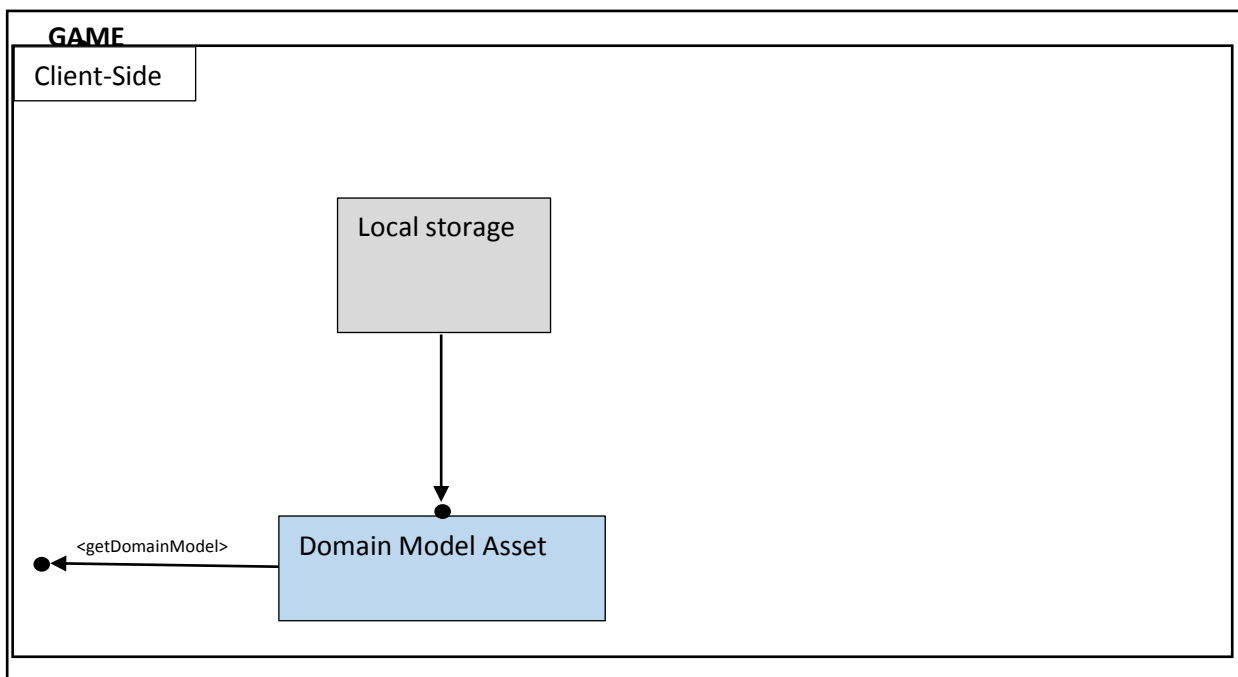 GAME
Client-Side
Local storage
<getDomainModel>
Domain Model Asset